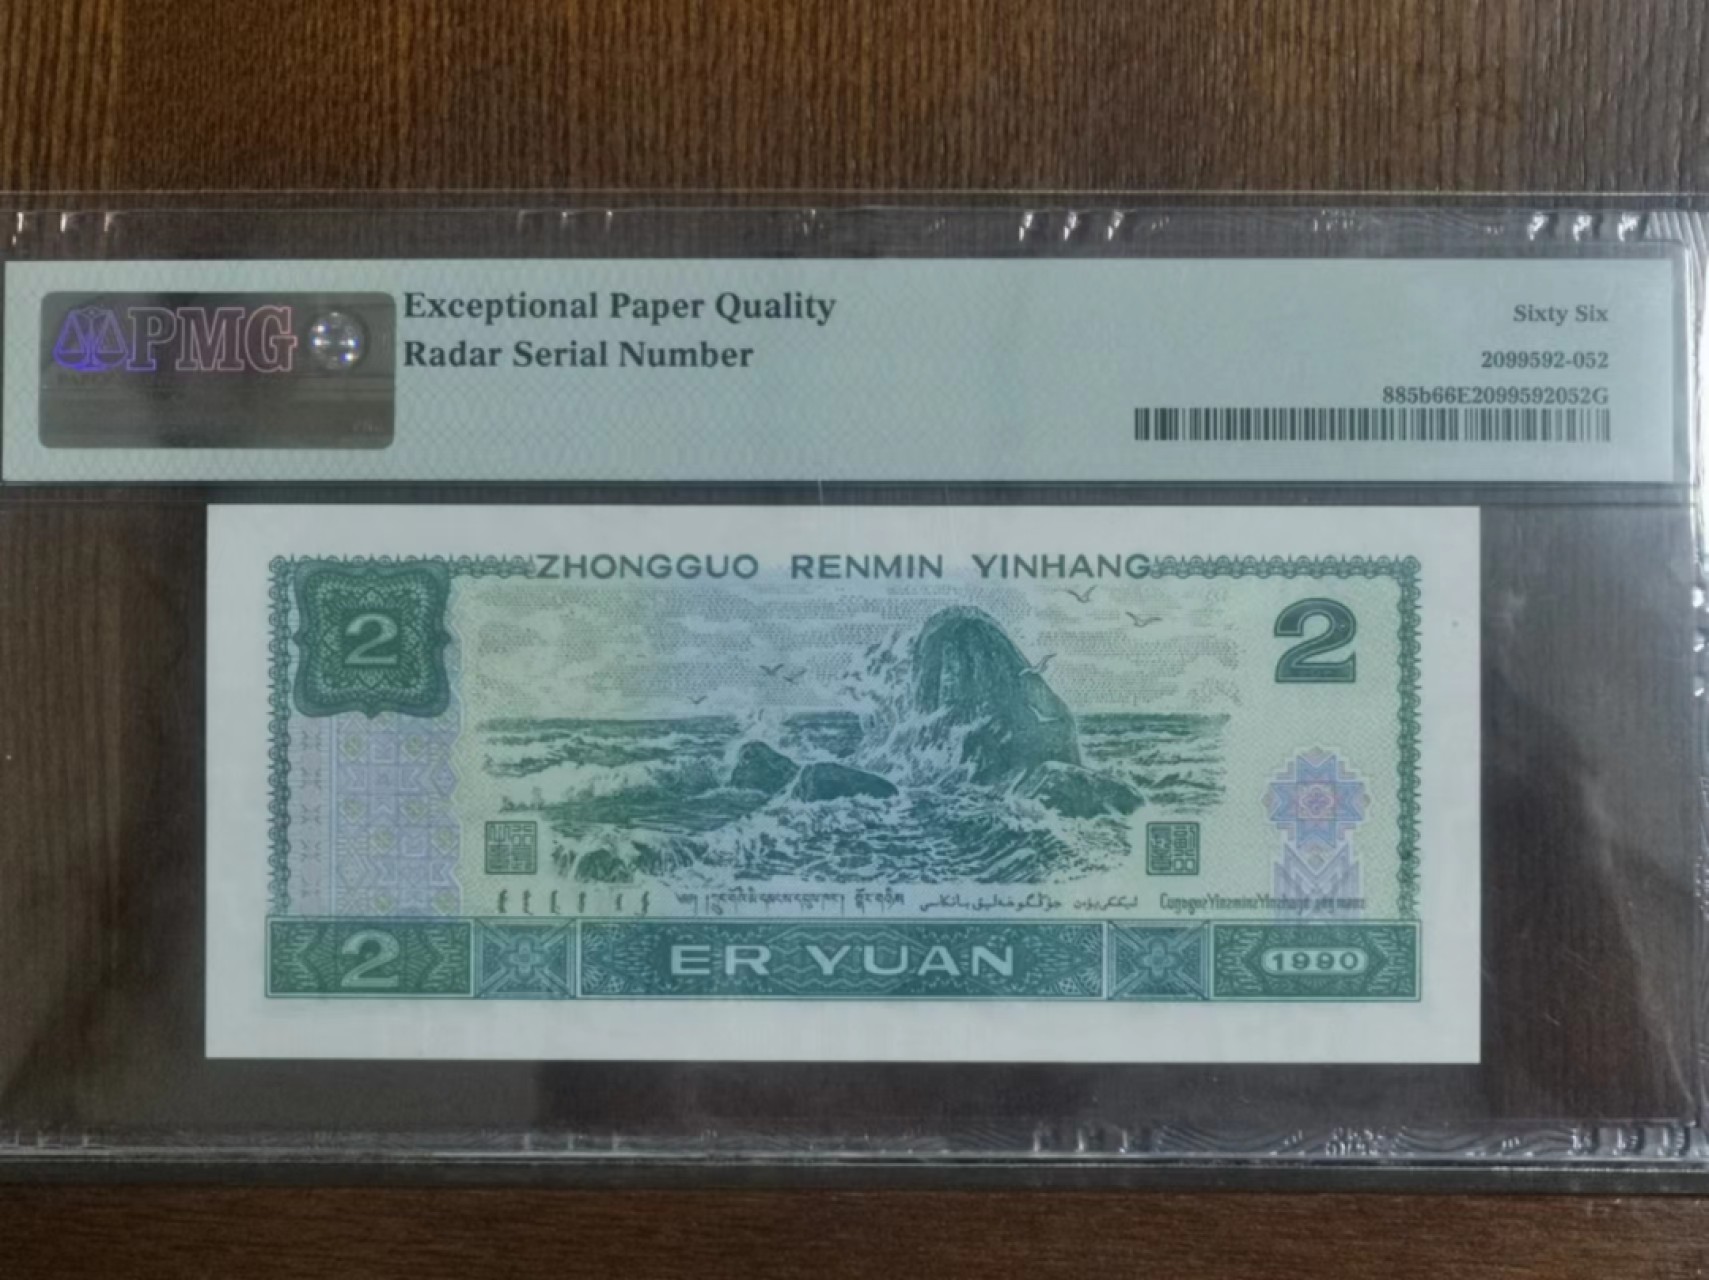 PMG
Exceptional Paper Quality
Radar Serial Number
Sixty Six
2099592-052
885b66E2099592052G
ZHONGGUO RENMIN YINHANG
2
2
2
ER YUAN
1990